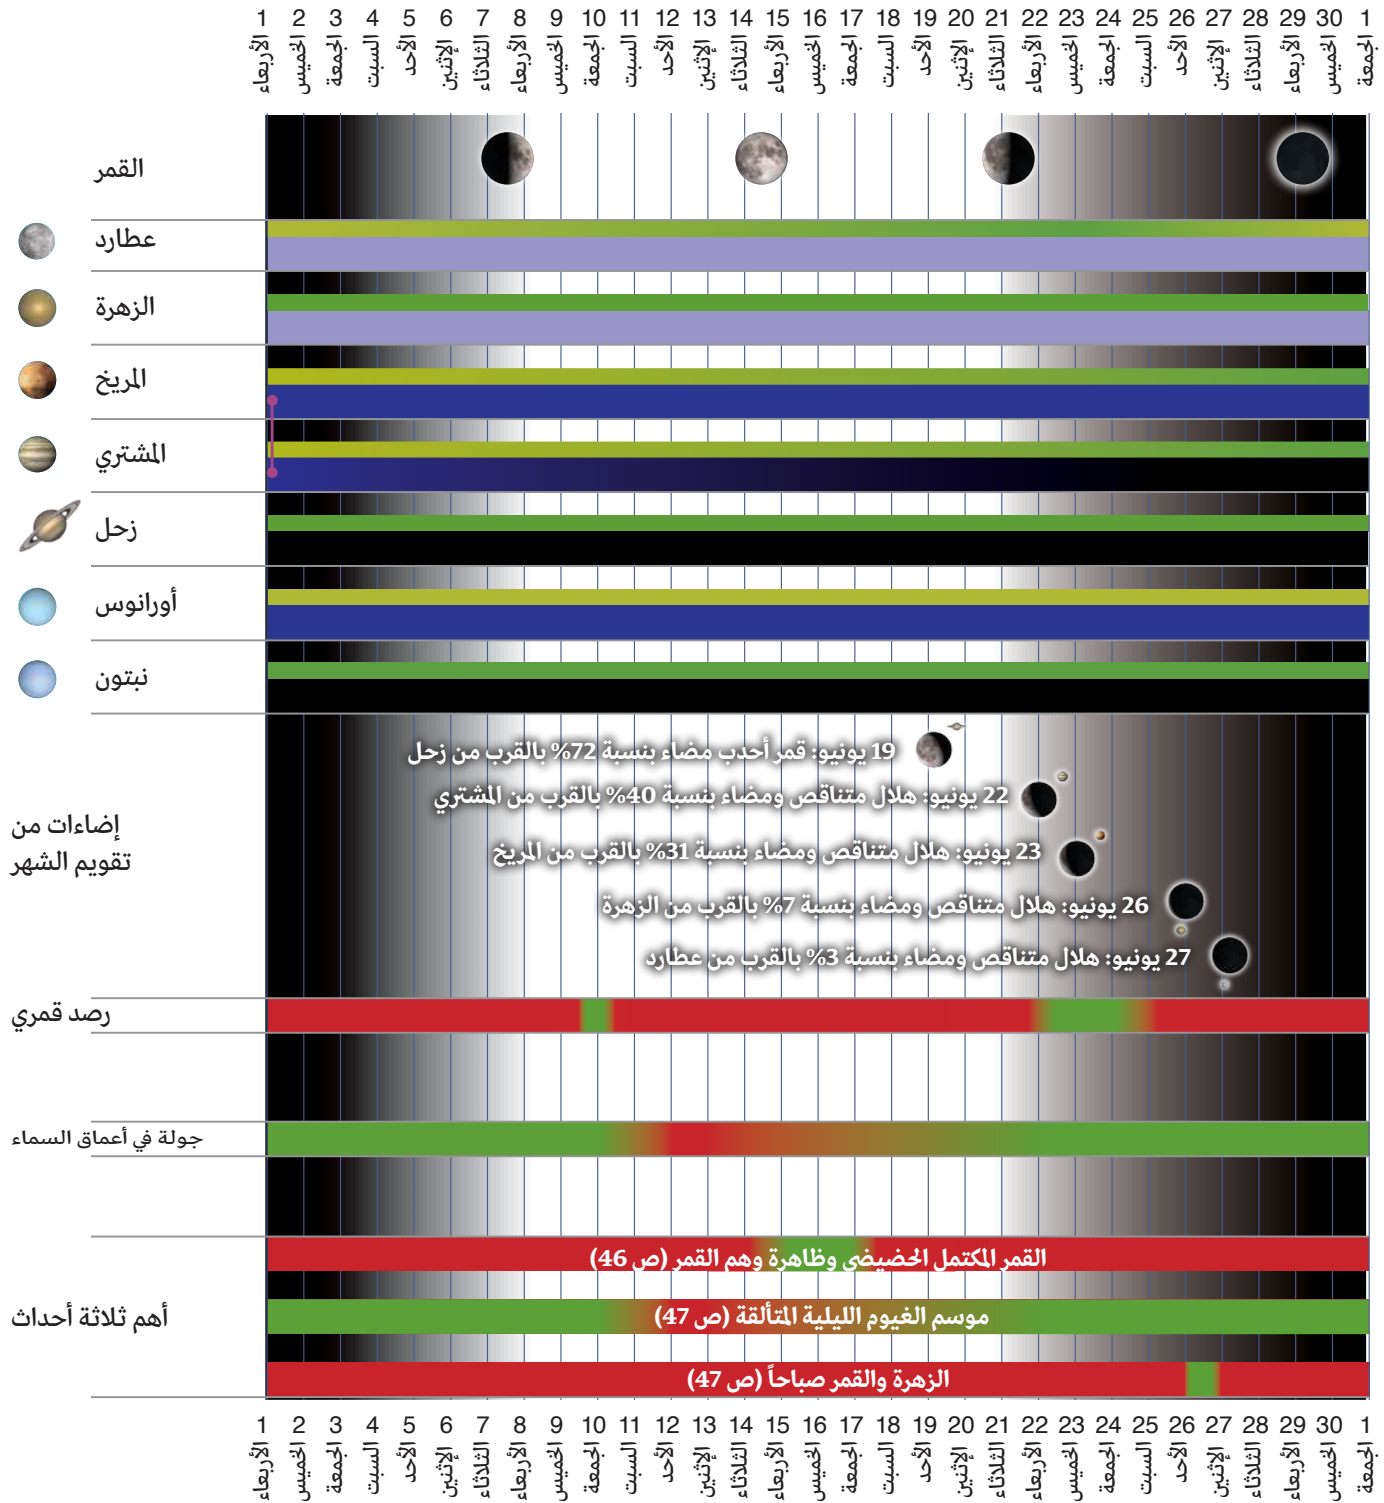 1 2 3 4 5 6 7 8 9 10 11 12 13 14 15 16 17 18 19 20 21 22 23 24 25 26 27 28 29 30 1
الأربعاء الخميس الجمعة السبت الأحد الإثنين الثلاثاء الأربعاء الخميس الجمعة السبت الأحد الإثنين الثلاثاء الأربعاء الخميس الجمعة السبت الأحد الإثنين الثلاثاء الأربعاء الخميس الجمعة السبت الأحد الإثنين الثلاثاء الأربعاء الخميس الجمعة
القمر
عطارد
الزهرة
المريخ
المشتري
زحل
أورانوس
نبتون
إضاءات من
تقويم الشهر
19 يونيو: قمر أحدب مضاء بنسبة 72% بالقرب من زحل
22 يونيو: هلال متناقص ومضاء بنسبة 40% بالقرب من المشتري
23 يونيو: هلال متناقص ومضاء بنسبة 31% بالقرب من المريخ
26 يونيو: هلال متناقص ومضاء بنسبة 7% بالقرب من الزهرة
27 يونيو: هلال متناقص ومضاء بنسبة 3% بالقرب من عطارد
رصد قمري
جولة في أعماق السماء
أهم ثلاثة أحداث
القمر المكتمل الحضيضي وظاهرة وهم القمر (ص 46)
موسم الغيوم الليلية المتألقة (ص 47)
الزهرة والقمر صباحاً (ص 47)
1 2 3 4 5 6 7 8 9 10 11 12 13 14 15 16 17 18 19 20 21 22 23 24 25 26 27 28 29 30 1
الأربعاء الخميس الجمعة السبت الأحد الإثنين الثلاثاء الأربعاء الخميس الجمعة السبت الأحد الإثنين الثلاثاء الأربعاء الخميس الجمعة السبت الأحد الإثنين الثلاثاء الأربعاء الخميس الجمعة السبت الأحد الإثنين الثلاثاء الأربعاء الخميس الجمعة